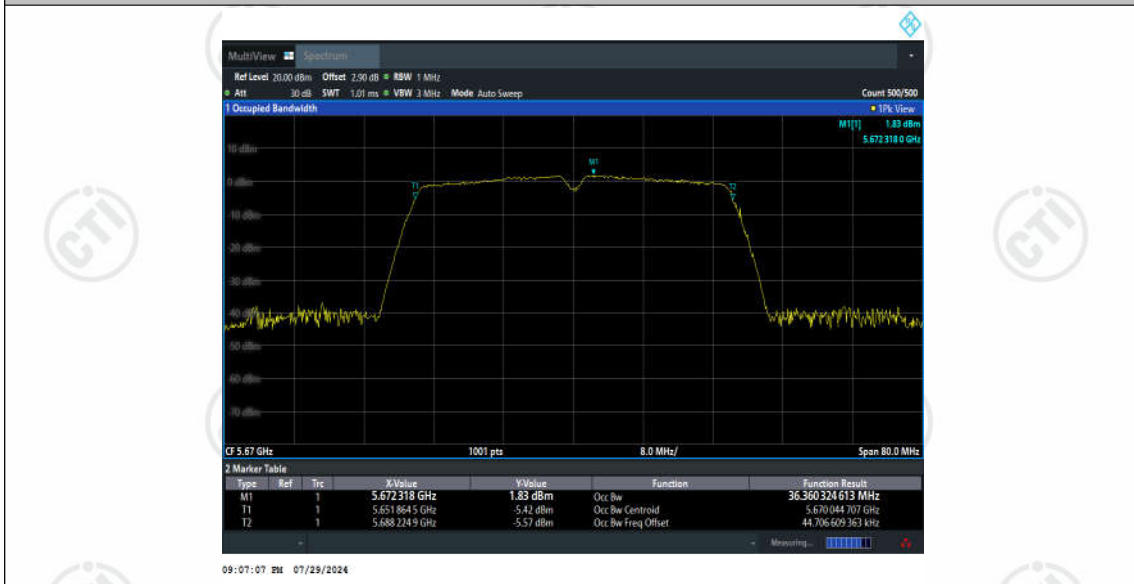 MultiView Spectrum
Ref Level 20.00 dBm Offset 2.90 dB RBW 1 MHz
Att 30 dB SWT 1.01 ms VBW 3 MHz Mode Auto Sweep Count 500/500
1 Occupied Bandwidth 1Pk View
M1[1] 1.83 dBm
5.672 318 0 GHz
10 dBm
M1
0 dBm
T1 T2
-10 dBm
-20 dBm
-30 dBm
-40 dBm
-50 dBm
-60 dBm
-70 dBm
CF 5.67 GHz 1001 pts 8.0 MHz/ Span 80.0 MHz
2 Marker Table
Type Ref Trc X-Value Y-Value Function Function Result
M1 1 5.672 318 GHz 1.83 dBm Occ Bw 36.360 324 613 MHz
T1 1 5.651 864 5 GHz -5.42 dBm Occ Bw Centroid 5.670 044 707 GHz
T2 1 5.688 224 9 GHz -5.57 dBm Occ Bw Freq Offset 44.706 609 363 kHz
Measuring...
09:07:07 PM 07/29/2024
CTI
CTI